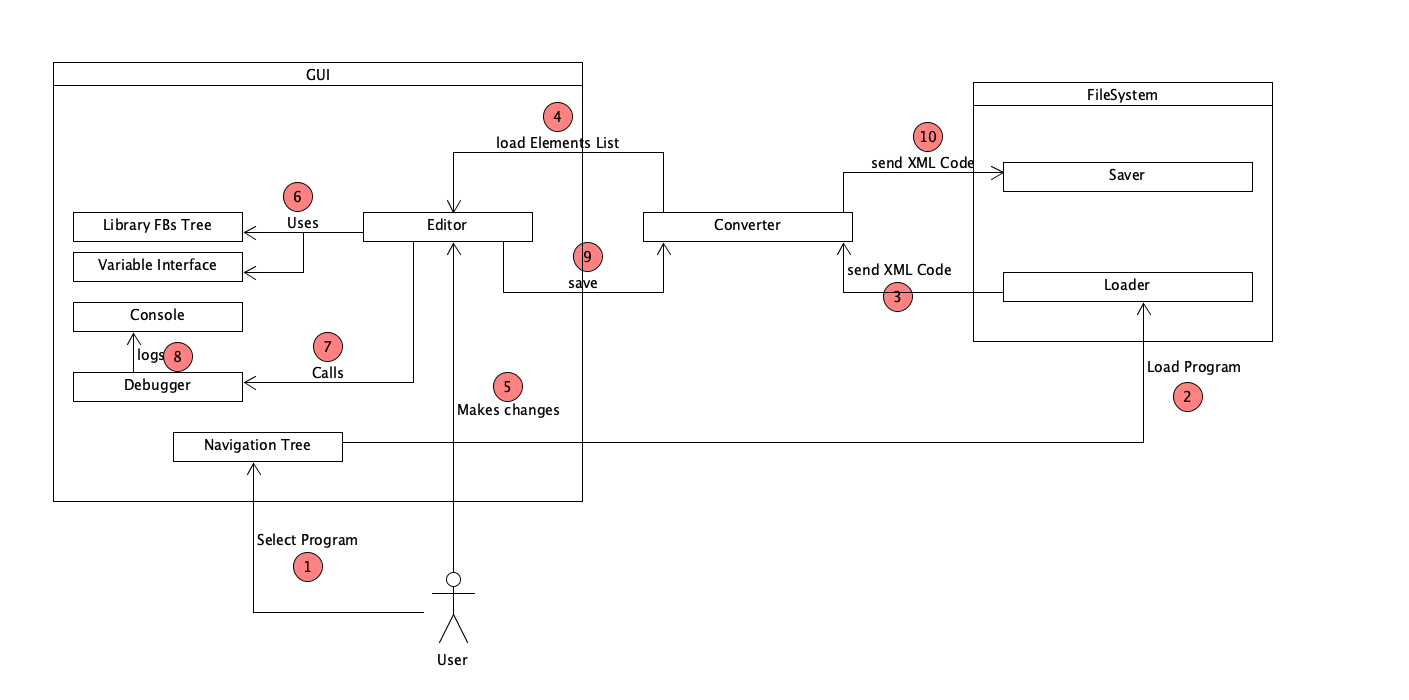 GUI
FileSystem
4
load Elements List
10
send XML Code
Saver
6
Uses
Library FBs Tree
Editor
Converter
Variable Interface
9
save
send XML Code
3
Loader
Console
logs
8
7
Calls
Debugger
5
Makes changes
Load Program
2
Navigation Tree
Select Program
1
User